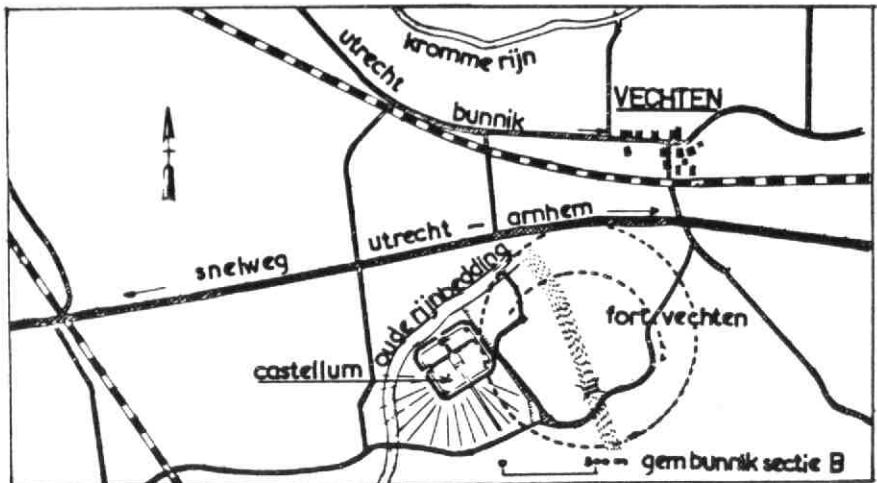 kromme rijn
utrecht
bunnik
VECHTEN
utrecht — arnhem
snelweg
oude rijnbedding
fort vechten
castellum
gem bunnik sectie B